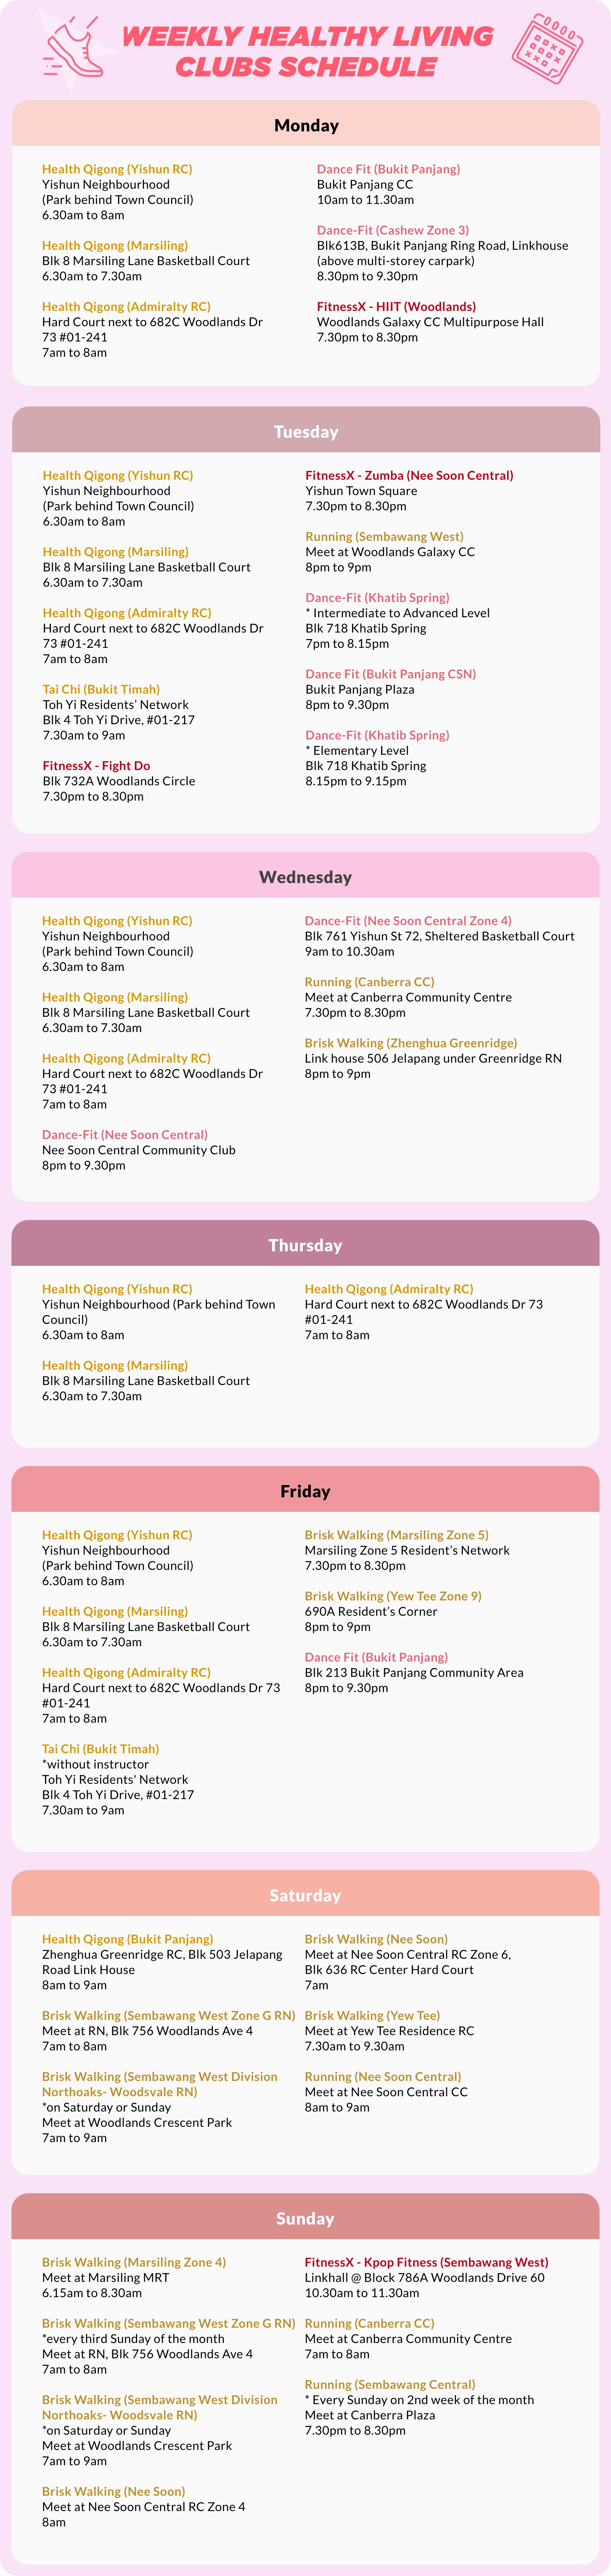 WEEKLY HEALTHY LIVING
CLUBS SCHEDULE
Monday
Health Qigong (Yishun RC)
Yishun Neighbourhood
(Park behind Town Council)
6.30am to 8am
Health Qigong (Marsiling)
Blk 8 Marsiling Lane Basketball Court
6.30am to 7.30am
Health Qigong (Admiralty RC)
Hard Court next to 682C Woodlands Dr
73 #01-241
7am to 8am
Dance Fit (Bukit Panjang)
Bukit Panjang CC
10am to 11.30am
Dance-Fit (Cashew Zone 3)
Blk613B, Bukit Panjang Ring Road, Linkhouse
(above multi-storey carpark)
8.30pm to 9.30pm
FitnessX - HIIT (Woodlands)
Woodlands Galaxy CC Multipurpose Hall
7.30pm to 8.30pm
Tuesday
Health Qigong (Yishun RC)
Yishun Neighbourhood
(Park behind Town Council)
6.30am to 8am
Health Qigong (Marsiling)
Blk 8 Marsiling Lane Basketball Court
6.30am to 7.30am
Health Qigong (Admiralty RC)
Hard Court next to 682C Woodlands Dr
73 #01-241
7am to 8am
Tai Chi (Bukit Timah)
Toh Yi Residents' Network
Blk 4 Toh Yi Drive, #01-217
7.30am to 9am
FitnessX - Fight Do
Blk 732A Woodlands Circle
7.30pm to 8.30pm
FitnessX - Zumba (Nee Soon Central)
Yishun Town Square
7.30pm to 8.30pm
Running (Sembawang West)
Meet at Woodlands Galaxy CC
8pm to 9pm
Dance-Fit (Khatib Spring)
* Intermediate to Advanced Level
Blk 718 Khatib Spring
7pm to 8.15pm
Dance Fit (Bukit Panjang CSN)
Bukit Panjang Plaza
8pm to 9.30pm
Dance-Fit (Khatib Spring)
* Elementary Level
Blk 718 Khatib Spring
8.15pm to 9.15pm
Wednesday
Health Qigong (Yishun RC)
Yishun Neighbourhood
(Park behind Town Council)
6.30am to 8am
Health Qigong (Marsiling)
Blk 8 Marsiling Lane Basketball Court
6.30am to 7.30am
Health Qigong (Admiralty RC)
Hard Court next to 682C Woodlands Dr
73 #01-241
7am to 8am
Dance-Fit (Nee Soon Central)
Nee Soon Central Community Club
8pm to 9.30pm
Dance-Fit (Nee Soon Central Zone 4)
Blk 761 Yishun St 72, Sheltered Basketball Court
9am to 10.30am
Running (Canberra CC)
Meet at Canberra Community Centre
7.30pm to 8.30pm
Brisk Walking (Zhenghua Greenridge)
Link house 506 Jelapang under Greenridge RN
8pm to 9pm
Thursday
Health Qigong (Yishun RC)
Yishun Neighbourhood (Park behind Town
Council)
6.30am to 8am
Health Qigong (Marsiling)
Blk 8 Marsiling Lane Basketball Court
6.30am to 7.30am
Health Qigong (Admiralty RC)
Hard Court next to 682C Woodlands Dr 73
#01-241
7am to 8am
Friday
Health Qigong (Yishun RC)
Yishun Neighbourhood
(Park behind Town Council)
6.30am to 8am
Health Qigong (Marsiling)
Blk 8 Marsiling Lane Basketball Court
6.30am to 7.30am
Health Qigong (Admiralty RC)
Hard Court next to 682C Woodlands Dr 73
#01-241
7am to 8am
Tai Chi (Bukit Timah)
*without instructor
Toh Yi Residents' Network
Blk 4 Toh Yi Drive, #01-217
7.30am to 9am
Brisk Walking (Marsiling Zone 5)
Marsiling Zone 5 Resident's Network
7.30pm to 8.30pm
Brisk Walking (Yew Tee Zone 9)
690A Resident's Corner
8pm to 9pm
Dance Fit (Bukit Panjang)
Blk 213 Bukit Panjang Community Area
8pm to 9.30pm
Saturday
Health Qigong (Bukit Panjang)
Zhenghua Greenridge RC, Blk 503 Jelapang
Road Link House
8am to 9am
Brisk Walking (Sembawang West Zone G RN)
Meet at RN, Blk 756 Woodlands Ave 4
7am to 8am
Brisk Walking (Sembawang West Division
Northoaks- Woodsvale RN)
*on Saturday or Sunday
Meet at Woodlands Crescent Park
7am to 9am
Brisk Walking (Nee Soon)
Meet at Nee Soon Central RC Zone 6,
Blk 636 RC Center Hard Court
7am
Brisk Walking (Yew Tee)
Meet at Yew Tee Residence RC
7.30am to 9.30am
Running (Nee Soon Central)
Meet at Nee Soon Central CC
8am to 9am
Sunday
Brisk Walking (Marsiling Zone 4)
Meet at Marsiling MRT
6.15am to 8.30am
Brisk Walking (Sembawang West Zone G RN)
*every third Sunday of the month
Meet at RN, Blk 756 Woodlands Ave 4
7am to 8am
Brisk Walking (Sembawang West Division
Northoaks- Woodsvale RN)
*on Saturday or Sunday
Meet at Woodlands Crescent Park
7am to 9am
Brisk Walking (Nee Soon)
Meet at Nee Soon Central RC Zone 4
8am
FitnessX - Kpop Fitness (Sembawang West)
Linkhall @ Block 786A Woodlands Drive 60
10.30am to 11.30am
Running (Canberra CC)
Meet at Canberra Community Centre
7am to 8am
Running (Sembawang Central)
* Every Sunday on 2nd week of the month
Meet at Canberra Plaza
7.30pm to 8.30pm